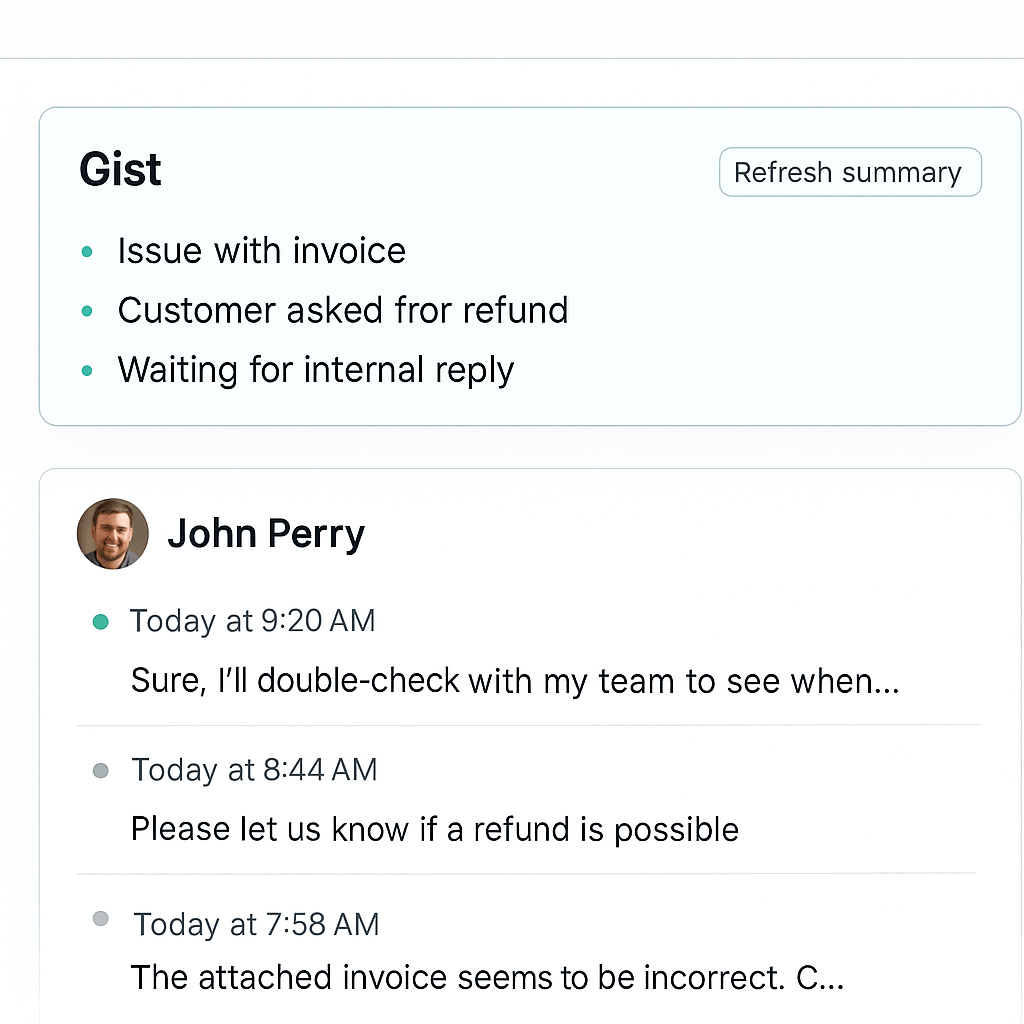 Gist
Refresh summary
Issue with invoice
Customer asked fror refund
Waiting for internal reply
John Perry
Today at 9:20 AM
Sure, I’ll double-check with my team to see when...
Today at 8:44 AM
Please let us know if a refund is possible
Today at 7:58 AM
The attached invoice seems to be incorrect. C...